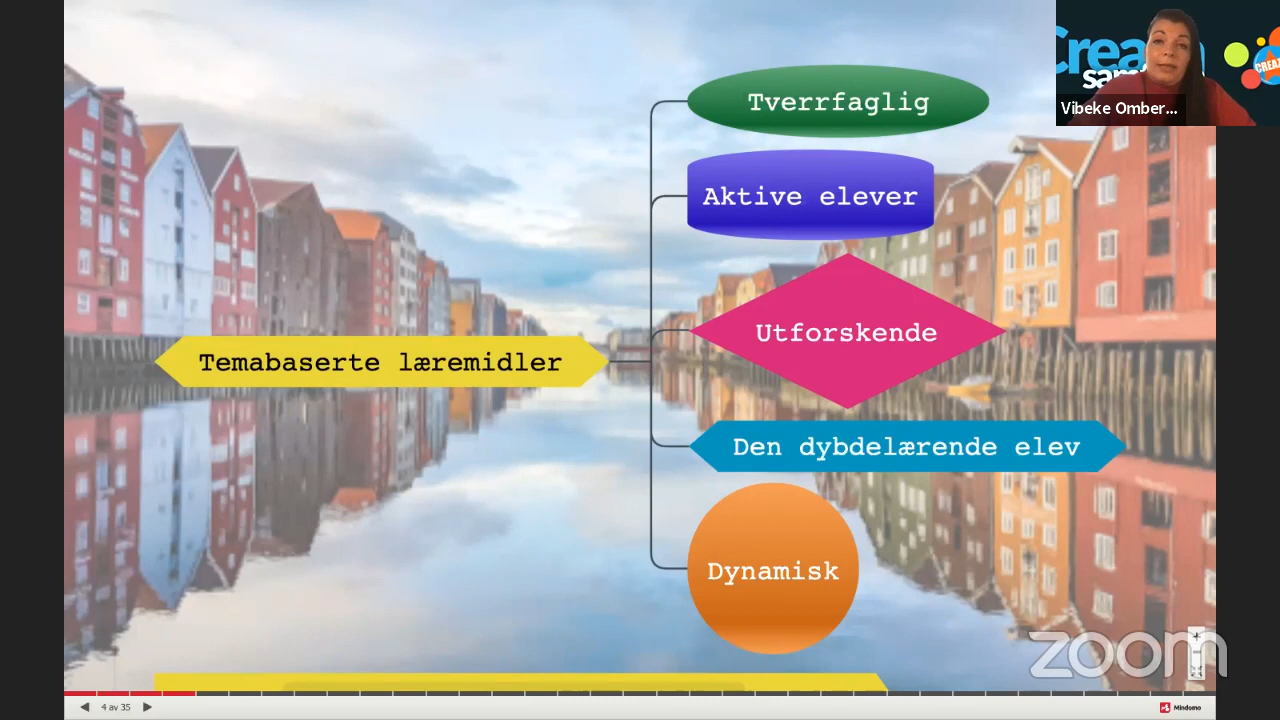 Tverrfaglig
Aktive elever
Utforskende
Temabaserte læremidler
Den dybdelærende elev
Dynamisk
Vibeke Omber...
zoom
4 av 35
Mindomo